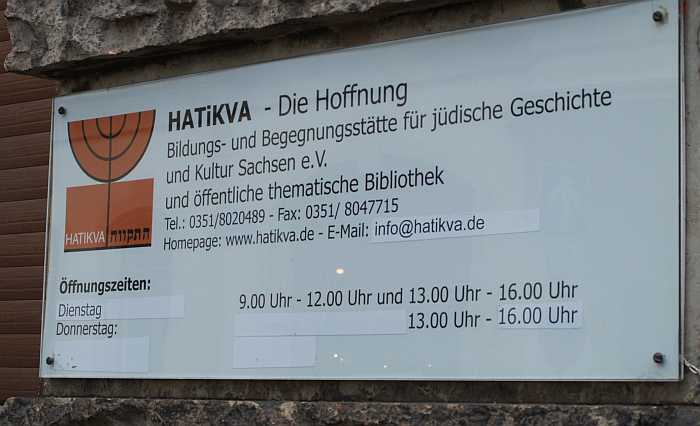 HATiKVA - Die Hoffnung
Bildungs- und Begegnungsstätte für jüdische Geschichte
und Kultur Sachsen e.V.
und öffentliche thematische Bibliothek
Tel.: 0351/8020489 - Fax: 0351/ 8047715
Homepage: www.hatikva.de - E-Mail: info@hatikva.de
HATIKVA התקווה
Öffnungszeiten:
Dienstag 9.00 Uhr - 12.00 Uhr und 13.00 Uhr - 16.00 Uhr
Donnerstag: 13.00 Uhr - 16.00 Uhr